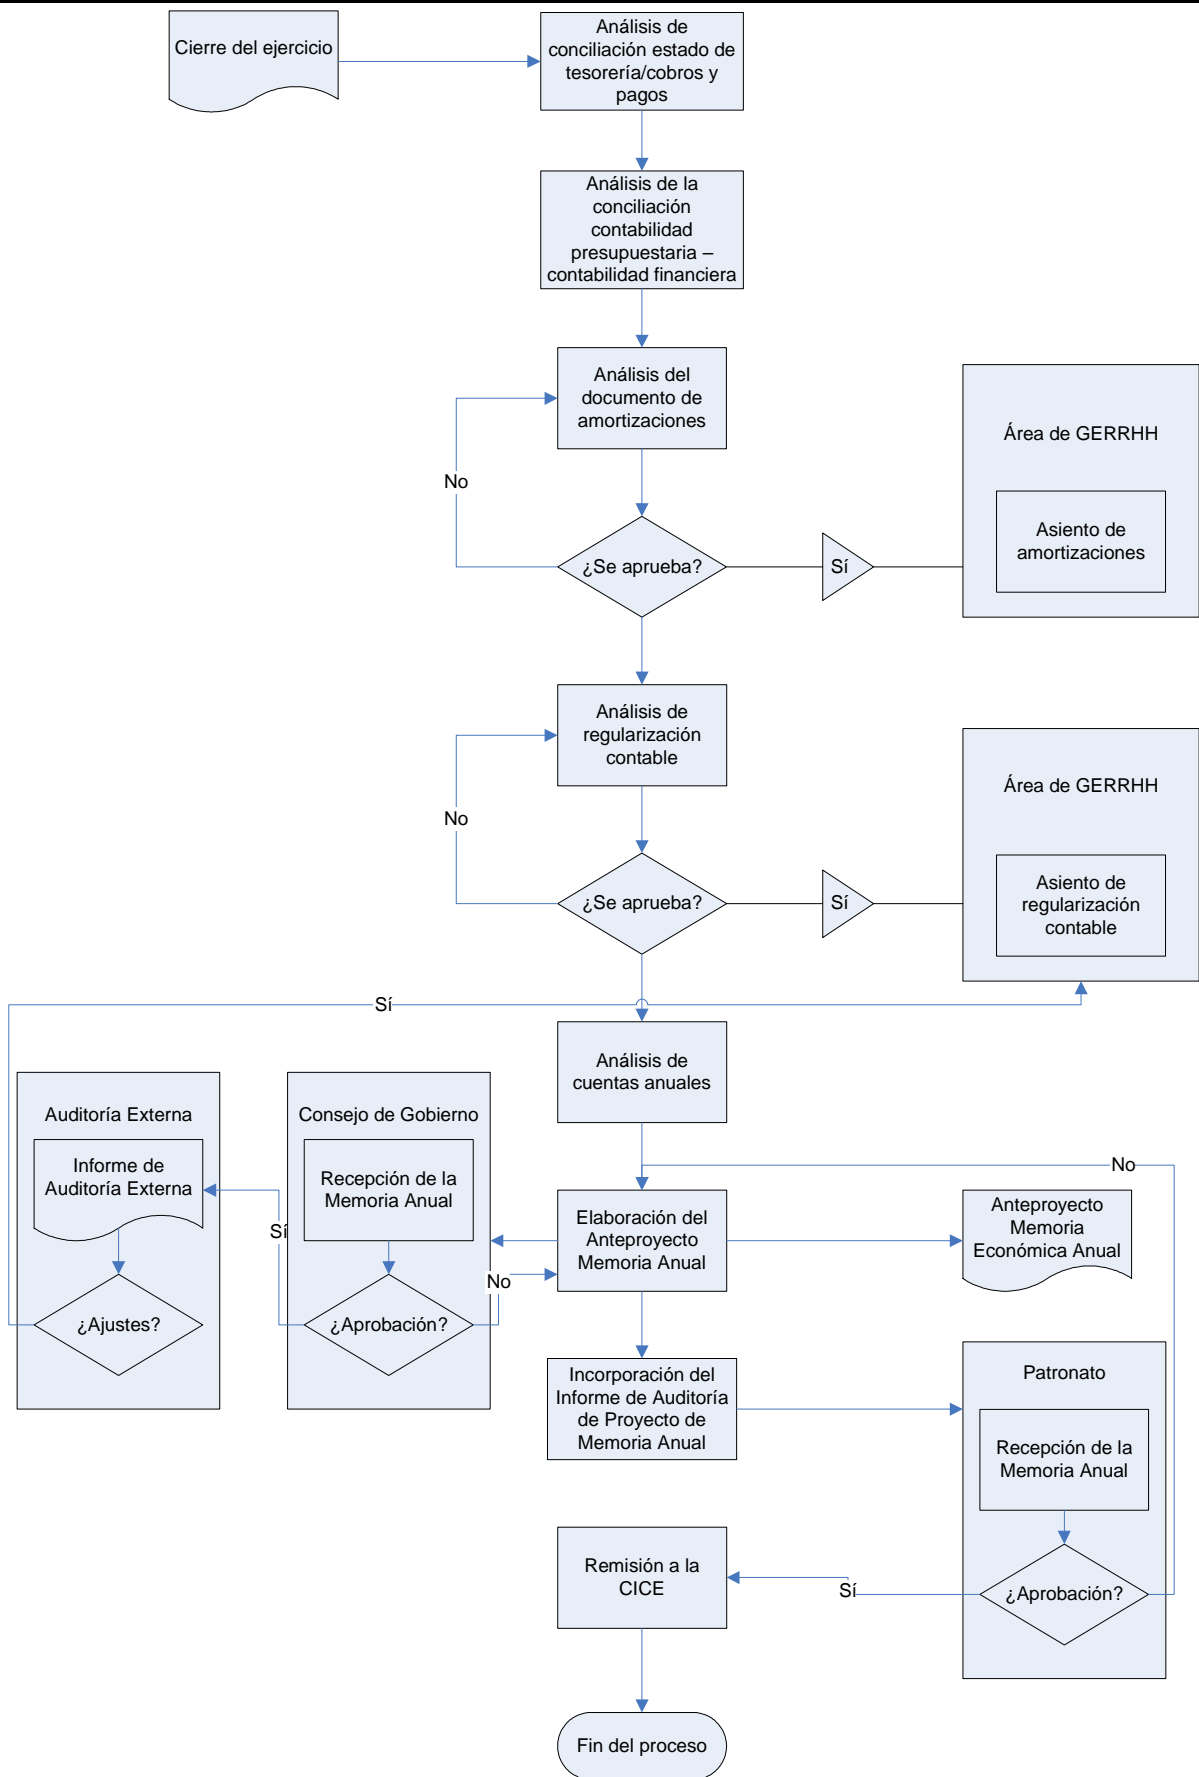 Cierre del ejercicio
Análisis de
conciliación estado de
tesorería/cobros y
pagos
Análisis de la
conciliación
contabilidad
presupuestaria –
contabilidad financiera
Análisis del
documento de
amortizaciones
No
¿Se aprueba?
Sí
Área de GERRHH
Asiento de
amortizaciones
Análisis de
regularización
contable
No
¿Se aprueba?
Sí
Área de GERRHH
Asiento de
regularización
contable
Sí
Análisis de
cuentas anuales
Auditoría Externa
Informe de
Auditoría Externa
¿Ajustes?
Sí
Consejo de Gobierno
Recepción de la
Memoria Anual
¿Aprobación?
No
Elaboración del
Anteproyecto
Memoria Anual
No
Anteproyecto
Memoria
Económica Anual
Incorporación del
Informe de Auditoría
de Proyecto de
Memoria Anual
Patronato
Recepción de la
Memoria Anual
¿Aprobación?
Sí
Remisión a la
CICE
Fin del proceso